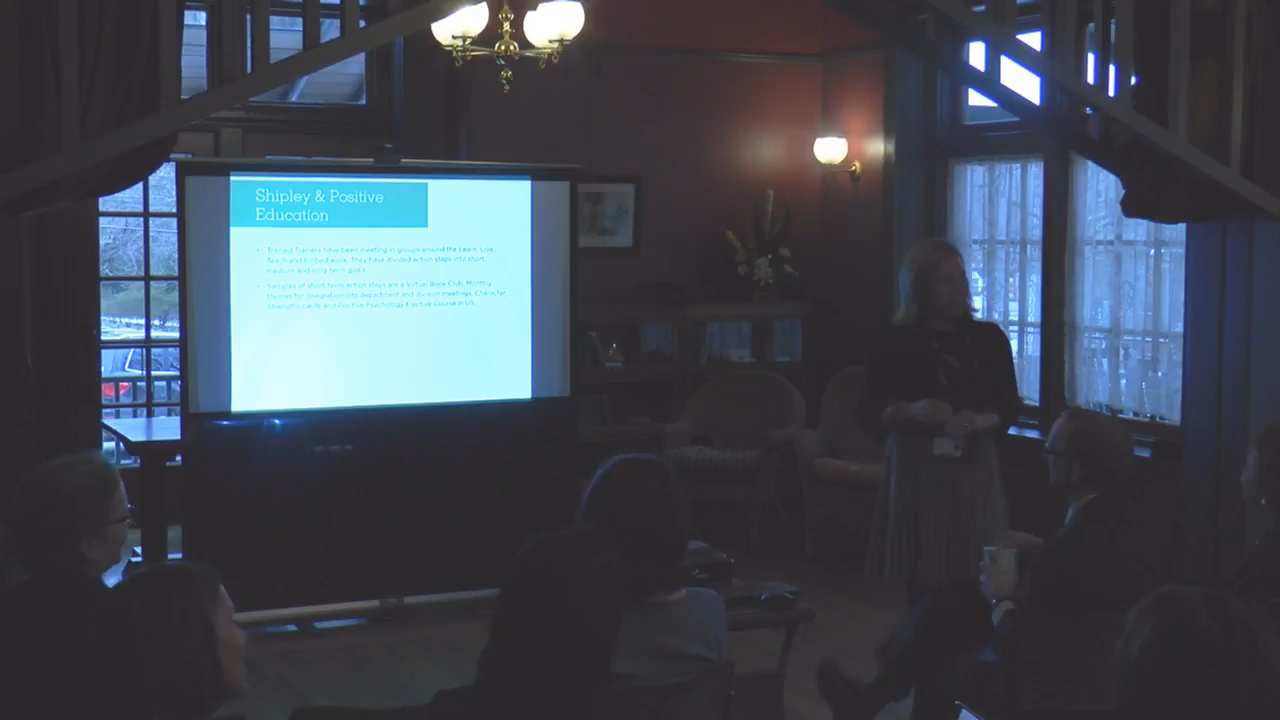 Shipley & Positive
Education
• Trained Trainers have been meeting in groups around the Learn, Live,
Teach and Embed work. They have divided action steps into short,
medium and long-term goals.
• Samples of short-term action steps are a Virtual Book Club, Monthly
themes for integration into department and division meetings, Character
Strengths cards and Positive Psychology Elective Course in US.